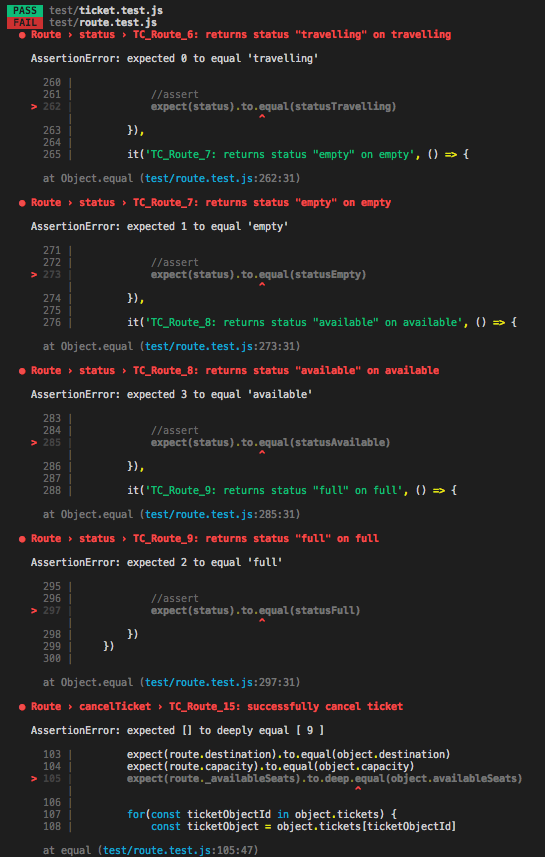 PASS test/ticket.test.js
FAIL test/route.test.js
● Route › status › TC_Route_6: returns status "travelling" on travelling
AssertionError: expected 0 to equal 'travelling'
260 |
261 | //assert
> 262 | expect(status).to.equal(statusTravelling)
| ^
263 | }),
264 |
265 | it('TC_Route_7: returns status "empty" on empty', () => {
at Object.equal (test/route.test.js:262:31)
● Route › status › TC_Route_7: returns status "empty" on empty
AssertionError: expected 1 to equal 'empty'
271 |
272 | //assert
> 273 | expect(status).to.equal(statusEmpty)
| ^
274 | }),
275 |
276 | it('TC_Route_8: returns status "available" on available', () => {
at Object.equal (test/route.test.js:273:31)
● Route › status › TC_Route_8: returns status "available" on available
AssertionError: expected 3 to equal 'available'
283 |
284 | //assert
> 285 | expect(status).to.equal(statusAvailable)
| ^
286 | }),
287 |
288 | it('TC_Route_9: returns status "full" on full', () => {
at Object.equal (test/route.test.js:285:31)
● Route › status › TC_Route_9: returns status "full" on full
AssertionError: expected 2 to equal 'full'
295 |
296 | //assert
> 297 | expect(status).to.equal(statusFull)
| ^
298 | })
299 | })
300 |
at Object.equal (test/route.test.js:297:31)
● Route › cancelTicket › TC_Route_15: successfully cancel ticket
AssertionError: expected [] to deeply equal [ 9 ]
103 | expect(route.destination).to.equal(object.destination)
104 | expect(route.capacity).to.equal(object.capacity)
> 105 | expect(route._availableSeats).to.deep.equal(object.availableSeats)
| ^
106 |
107 | for(const ticketObjectId in object.tickets) {
108 | const ticketObject = object.tickets[ticketObjectId]
at equal (test/route.test.js:105:47)